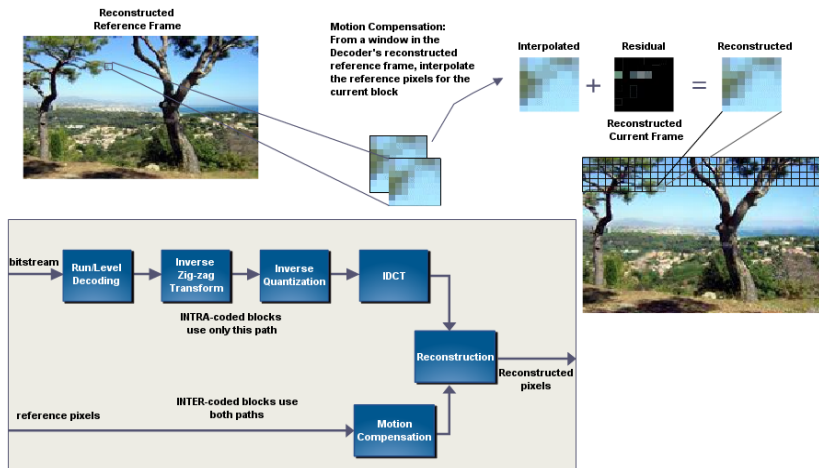 Reconstructed
Reference Frame
Motion Compensation:
From a window in the
Decoder's reconstructed
reference frame, interpolate
the reference pixels for the
current block
Interpolated
Residual
Reconstructed
+
=
Reconstructed
Current Frame
bitstream
Run/Level
Decoding
Inverse
Zig-zag
Transform
Inverse
Quantization
IDCT
INTRA-coded blocks
use only this path
Reconstruction
Reconstructed
pixels
reference pixels
INTER-coded blocks use
both paths
Motion
Compensation